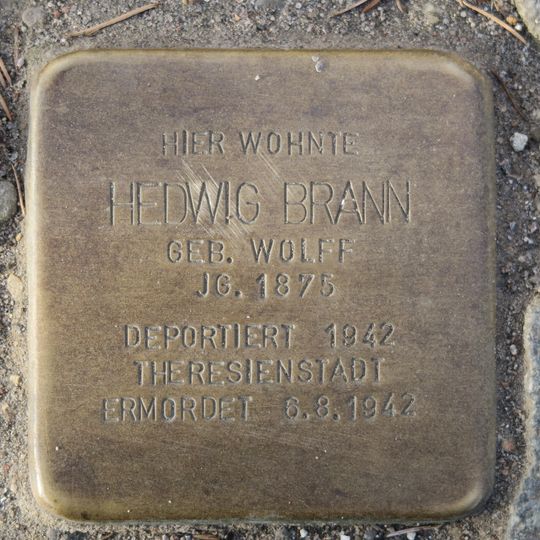 HIER WOHNTE
HEDWIG BRANN
GEB. WOLFF
JG. 1875
DEPORTIERT 1942
THERESIENSTADT
ERMORDET 6.8.1942